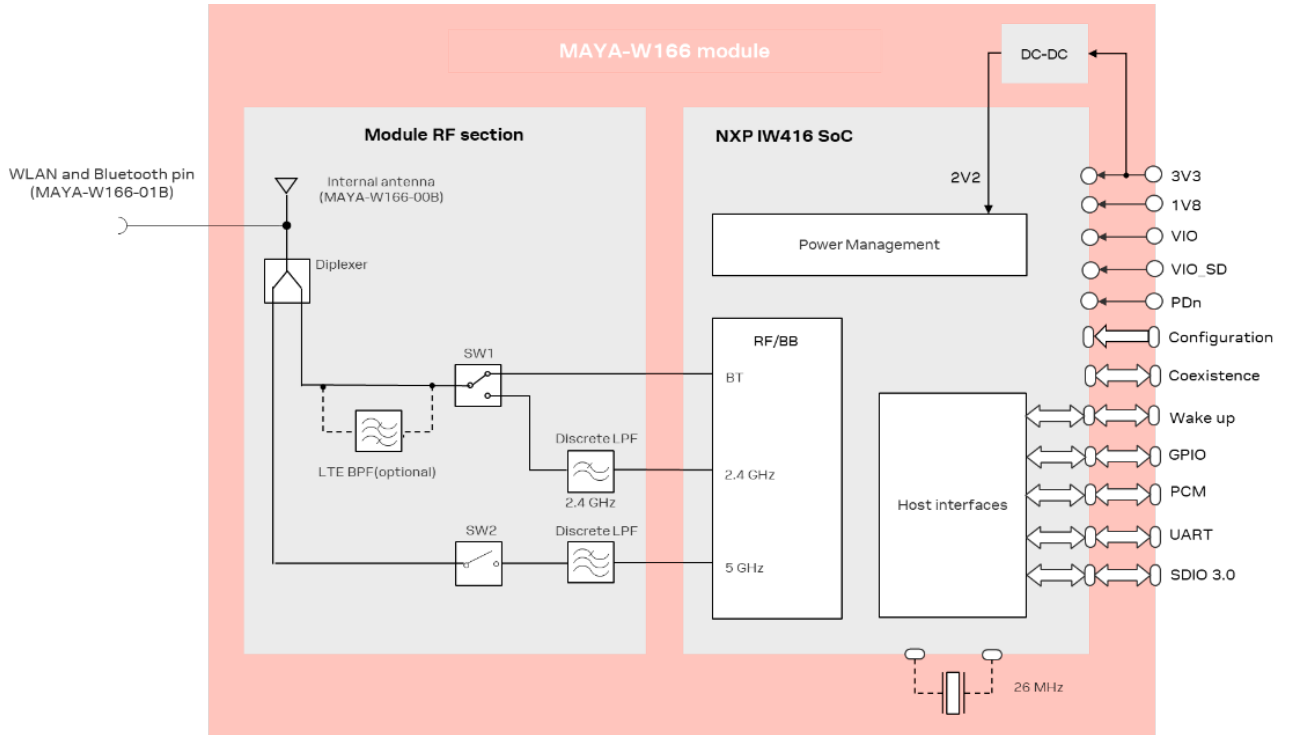 MAYA-W166 module
DC-DC
Module RF section
NXP IW416 SoC
WLAN and Bluetooth pin
(MAYA-W166-01B)
Internal antenna
(MAYA-W166-00B)
2V2
3V3
1V8
VIO
VIO_SD
PDn
Configuration
Coexistence
Wake up
GPIO
PCM
UART
SDIO 3.0
Power Management
Diplexer
SW1
RF/BB
BT
LTE BPF(optional)
Discrete LPF
2.4 GHz
2.4 GHz
SW2
Discrete LPF
5 GHz
Host interfaces
26 MHz